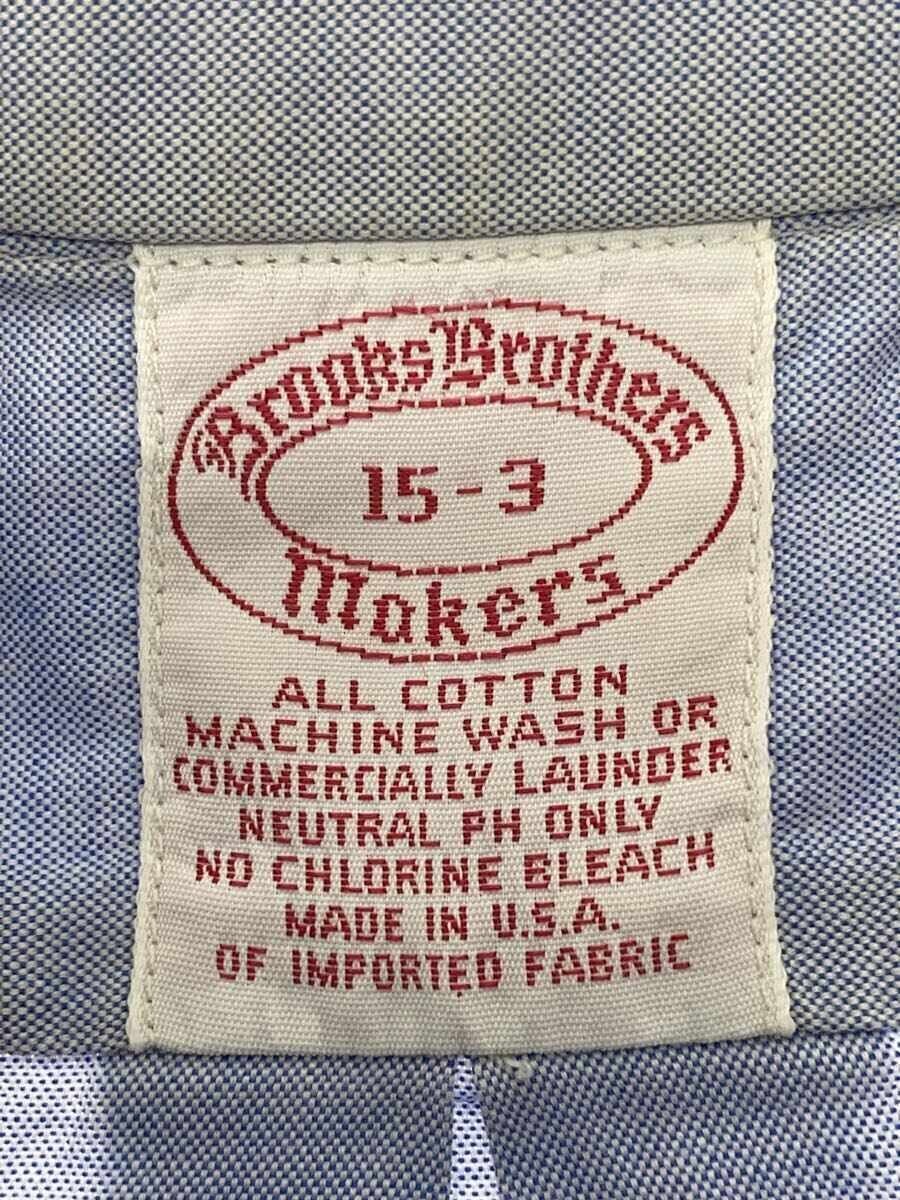 Brooks Brothers
15-3
Makers
ALL COTTON
MACHINE WASH OR
COMMERCIALLY LAUNDER
NEUTRAL PH ONLY
NO CHLORINE BLEACH
MADE IN U.S.A.
OF IMPORTED FABRIC